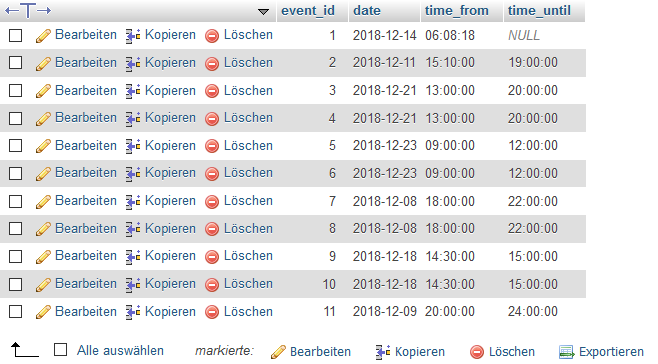 event_id date time_from time_until
Bearbeiten Kopieren Löschen 1 2018-12-14 06:08:18 NULL
Bearbeiten Kopieren Löschen 2 2018-12-11 15:10:00 19:00:00
Bearbeiten Kopieren Löschen 3 2018-12-21 13:00:00 20:00:00
Bearbeiten Kopieren Löschen 4 2018-12-21 13:00:00 20:00:00
Bearbeiten Kopieren Löschen 5 2018-12-23 09:00:00 12:00:00
Bearbeiten Kopieren Löschen 6 2018-12-23 09:00:00 12:00:00
Bearbeiten Kopieren Löschen 7 2018-12-08 18:00:00 22:00:00
Bearbeiten Kopieren Löschen 8 2018-12-08 18:00:00 22:00:00
Bearbeiten Kopieren Löschen 9 2018-12-18 14:30:00 15:00:00
Bearbeiten Kopieren Löschen 10 2018-12-18 14:30:00 15:00:00
Bearbeiten Kopieren Löschen 11 2018-12-09 20:00:00 24:00:00
Alle auswählen markierte: Bearbeiten Kopieren Löschen Exportieren